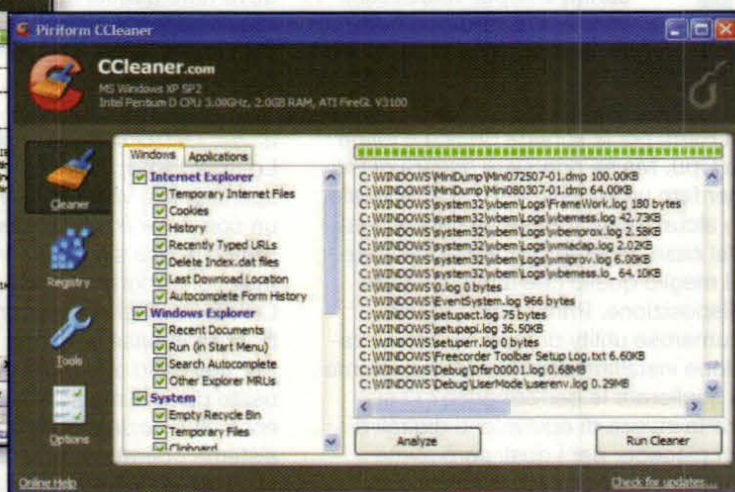 Piriform CCleaner
CCleaner.com
MS Windows XP SP2
Intel Pentium D CPU 3.00GHz, 2.0GB RAM, ATI FireGL V3100
Cleaner
Registry
Tools
Options
Windows
Applications
Internet Explorer
Temporary Internet Files
Cookies
History
Recently Typed URLs
Delete Index.dat files
Last Download Location
Autocomplete Form History
Windows Explorer
Recent Documents
Run (in Start Menu)
Search Autocomplete
Other Explorer MRUs
System
Empty Recycle Bin
Temporary Files
Clipboard
C:\WINDOWS\MiniDump\Mini072507-01.dmp 100.00KB
C:\WINDOWS\MiniDump\Mini080307-01.dmp 64.00KB
C:\WINDOWS\system32\wbem\Logs\FrameWork.log 180 bytes
C:\WINDOWS\system32\wbem\Logs\wbemess.log 42.73KB
C:\WINDOWS\system32\wbem\Logs\wbemprox.log 2.58KB
C:\WINDOWS\system32\wbem\Logs\wmiadap.log 2.02KB
C:\WINDOWS\system32\wbem\Logs\wmiprov.log 6.00KB
C:\WINDOWS\system32\wbem\Logs\wbemess.lo_ 64.10KB
C:\WINDOWS\0.log 0 bytes
C:\WINDOWS\EventSystem.log 966 bytes
C:\WINDOWS\setupact.log 75 bytes
C:\WINDOWS\setupapi.log 36.50KB
C:\WINDOWS\setuperr.log 0 bytes
C:\WINDOWS\Freecorder Toolbar Setup Log.txt 6.60KB
C:\WINDOWS\Debug\Dfsr00001.log 0.68MB
C:\WINDOWS\Debug\UserMode\userenv.log 0.29MB
Analyze
Run Cleaner
Online Help
Check for updates...